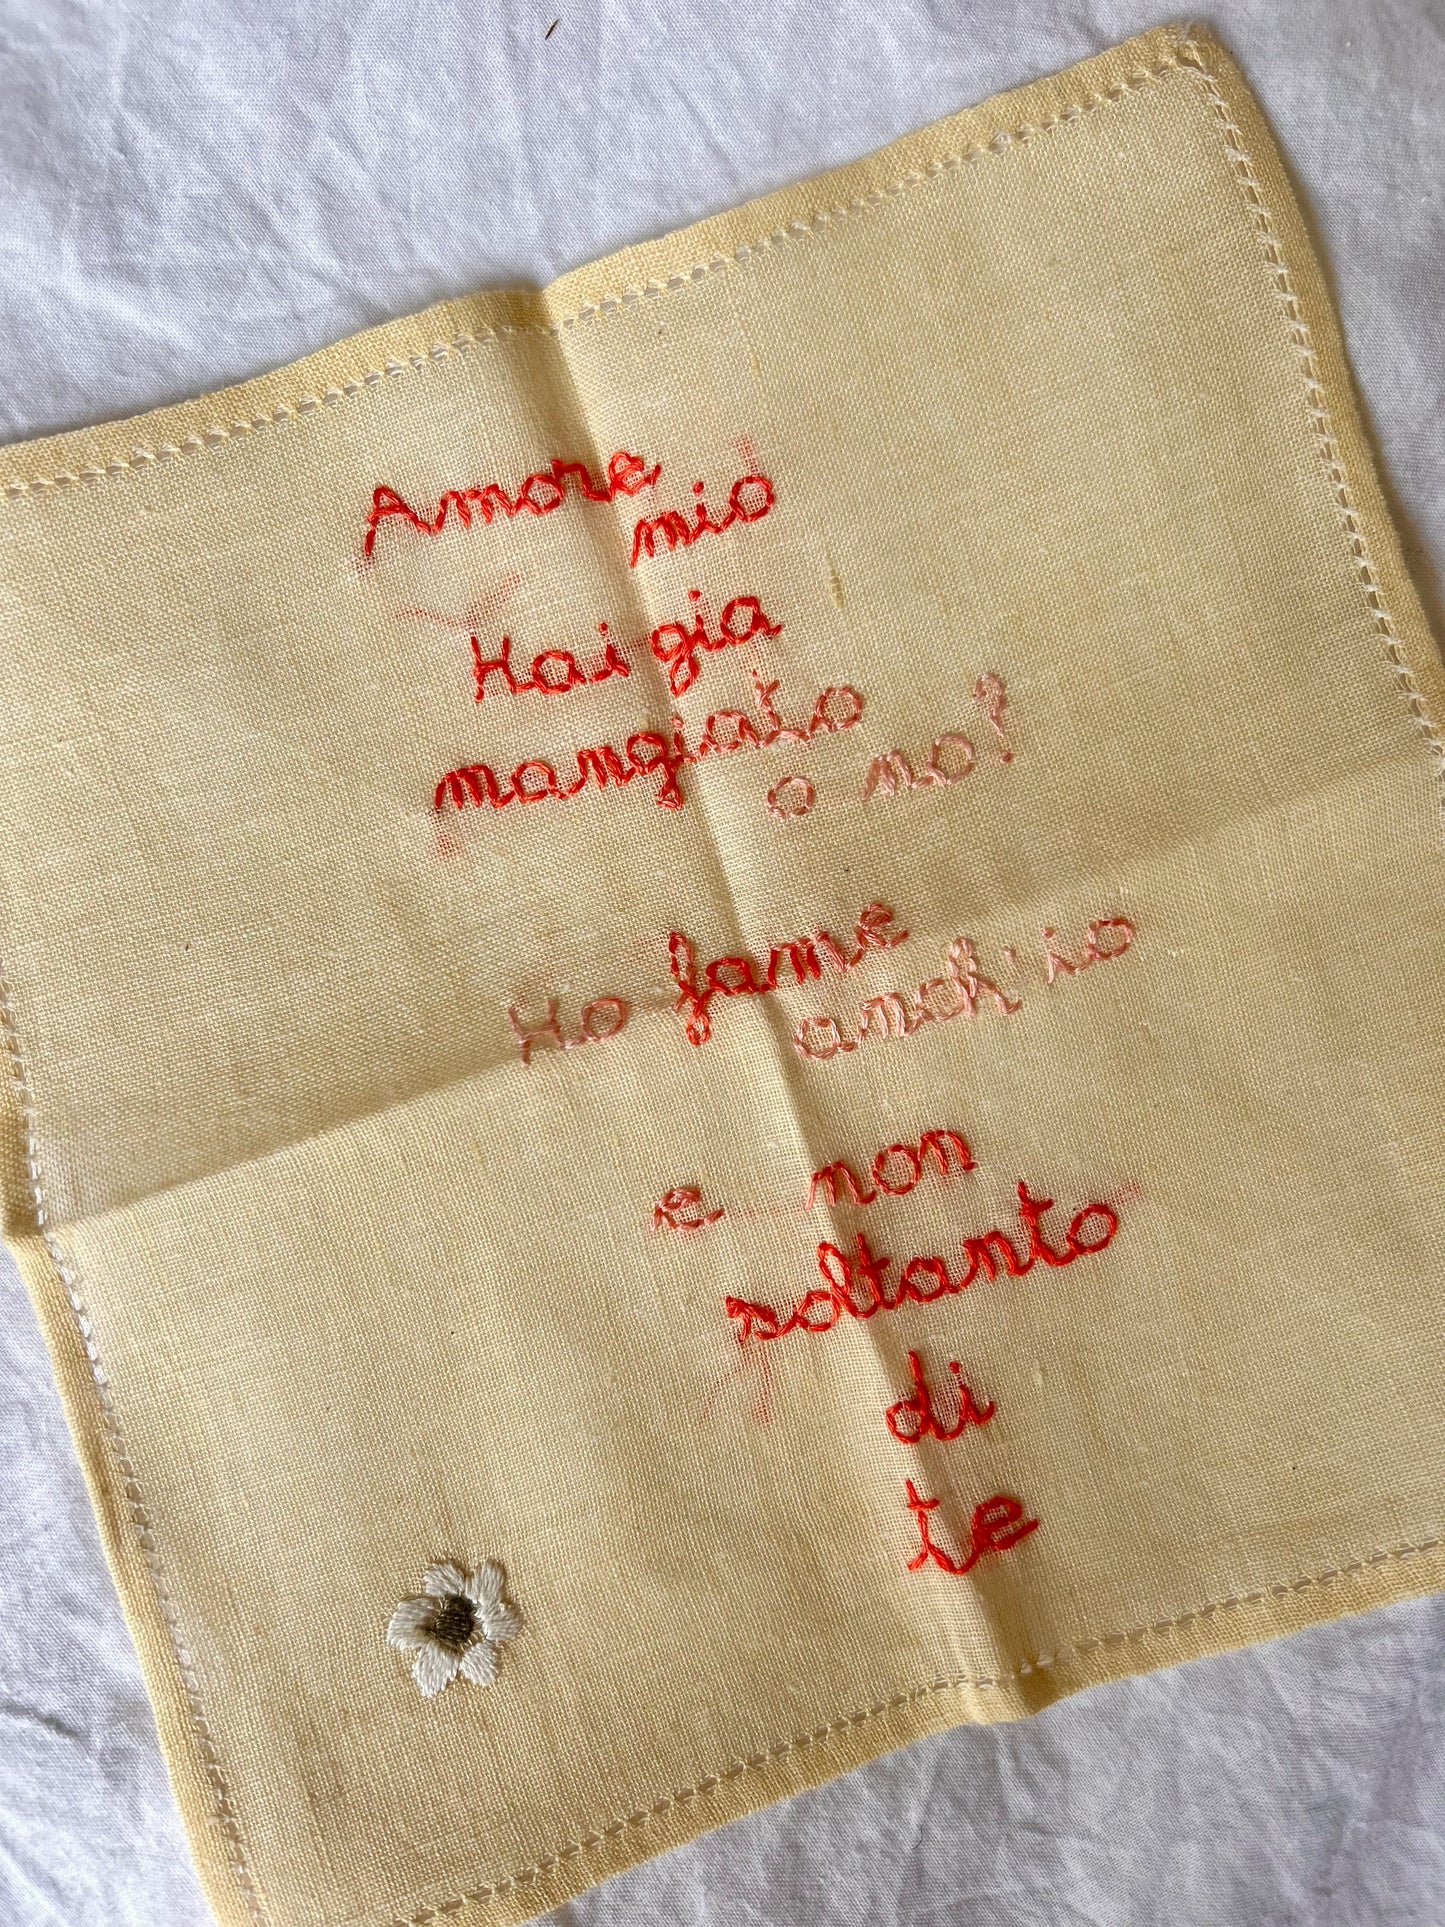 Amore
mio
Hai gia
mangiato
o no?
Ho fame
anch'io
e non
soltanto
di
te